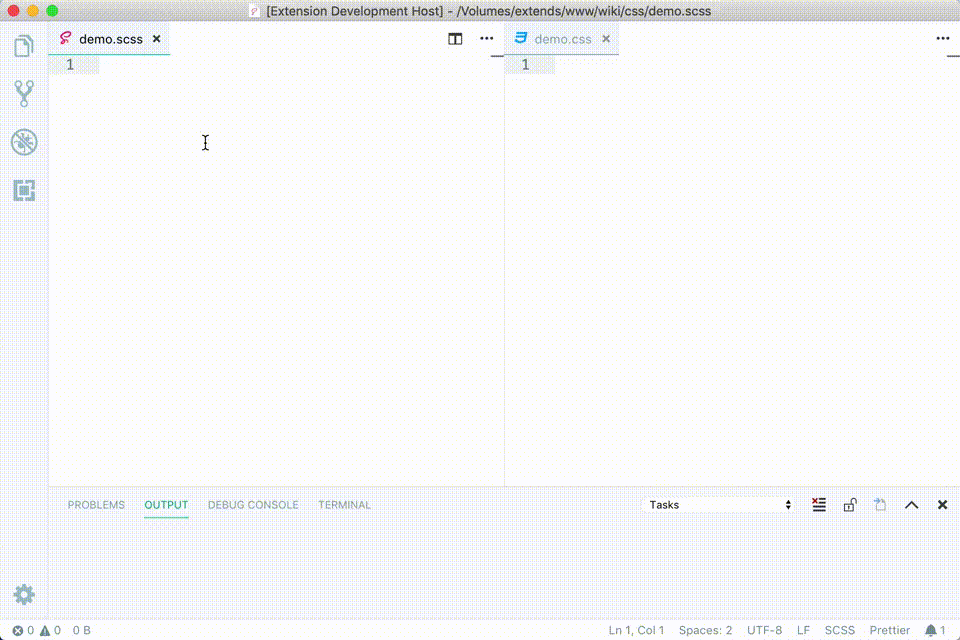 [Extension Development Host] - /Volumes/extends/www/wiki/css/demo.scss
demo.scss
demo.css
1
1
PROBLEMS OUTPUT DEBUG CONSOLE TERMINAL Tasks
0 0 0 B Ln 1, Col 1 Spaces: 2 UTF-8 LF SCSS Prettier 1